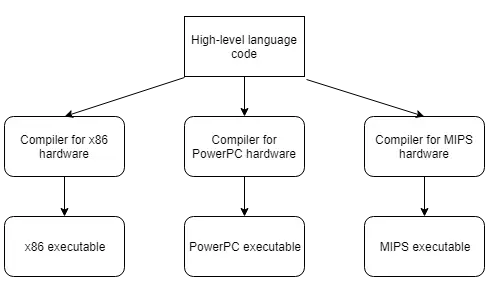 High-level language
code
Compiler for x86
hardware
Compiler for
PowerPC hardware
Compiler for MIPS
hardware
x86 executable
PowerPC executable
MIPS executable